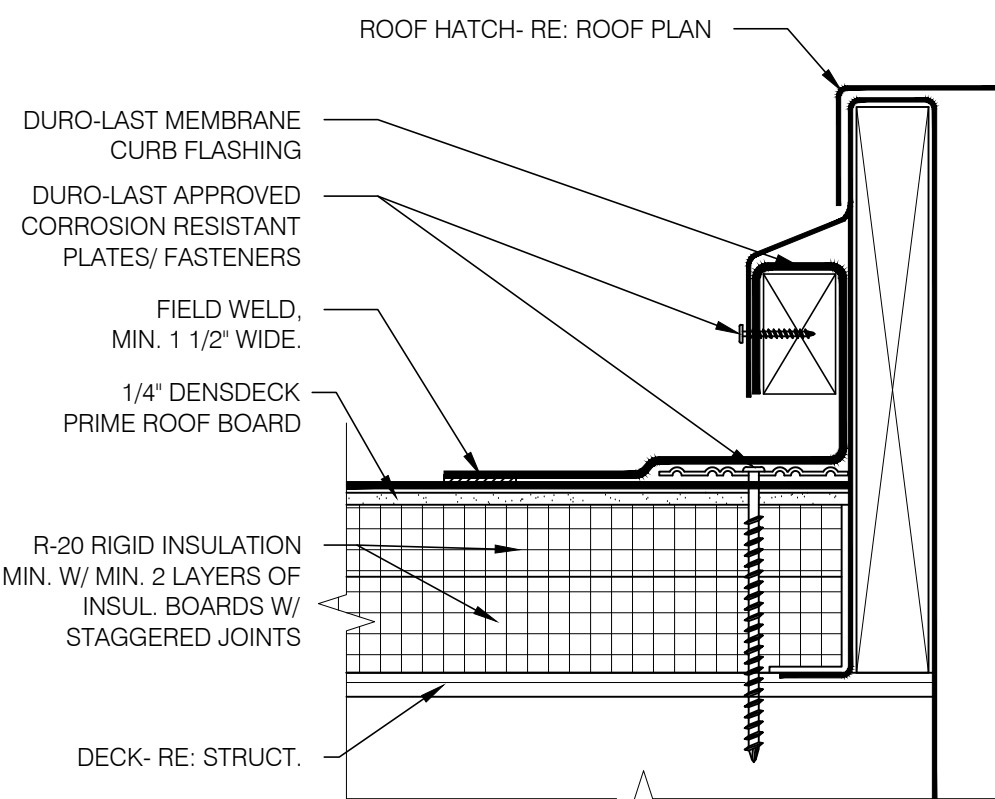 ROOF HATCH- RE: ROOF PLAN
DURO-LAST MEMBRANE
CURB FLASHING
DURO-LAST APPROVED
CORROSION RESISTANT
PLATES/ FASTENERS
FIELD WELD,
MIN. 1 1/2" WIDE.
1/4" DENSDECK
PRIME ROOF BOARD
R-20 RIGID INSULATION
MIN. W/ MIN. 2 LAYERS OF
INSUL. BOARDS W/
STAGGERED JOINTS
DECK- RE: STRUCT.